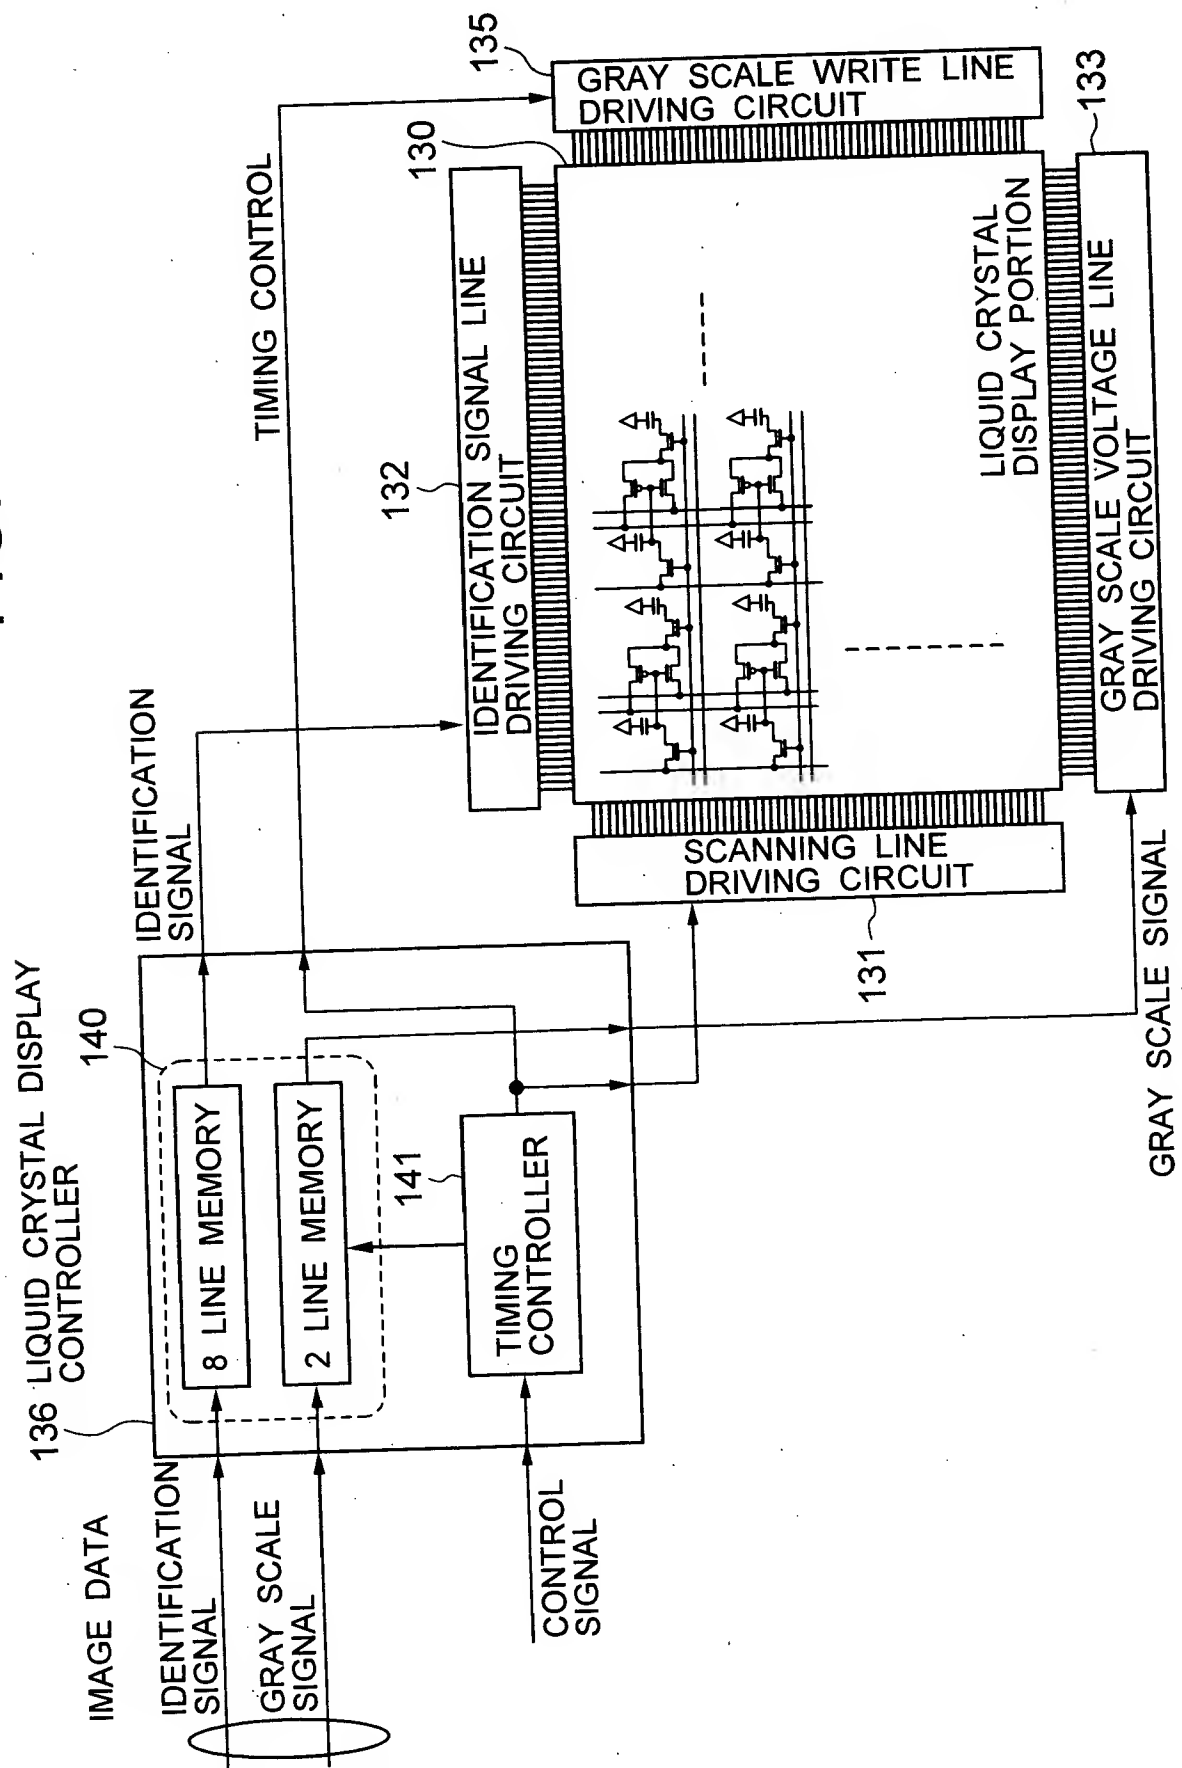 IMAGE DATA
IDENTIFICATION
SIGNAL
GRAY SCALE
SIGNAL
CONTROL
SIGNAL
136 LIQUID CRYSTAL DISPLAY
CONTROLLER
140
8 LINE MEMORY
2 LINE MEMORY
141
TIMING
CONTROLLER
IDENTIFICATION
SIGNAL
TIMING CONTROL
GRAY SCALE SIGNAL
132
IDENTIFICATION SIGNAL LINE
DRIVING CIRCUIT
130
135
GRAY SCALE WRITE LINE
DRIVING CIRCUIT
SCANNING LINE
DRIVING CIRCUIT
131
LIQUID CRYSTAL
DISPLAY PORTION
GRAY SCALE VOLTAGE LINE
DRIVING CIRCUIT
133